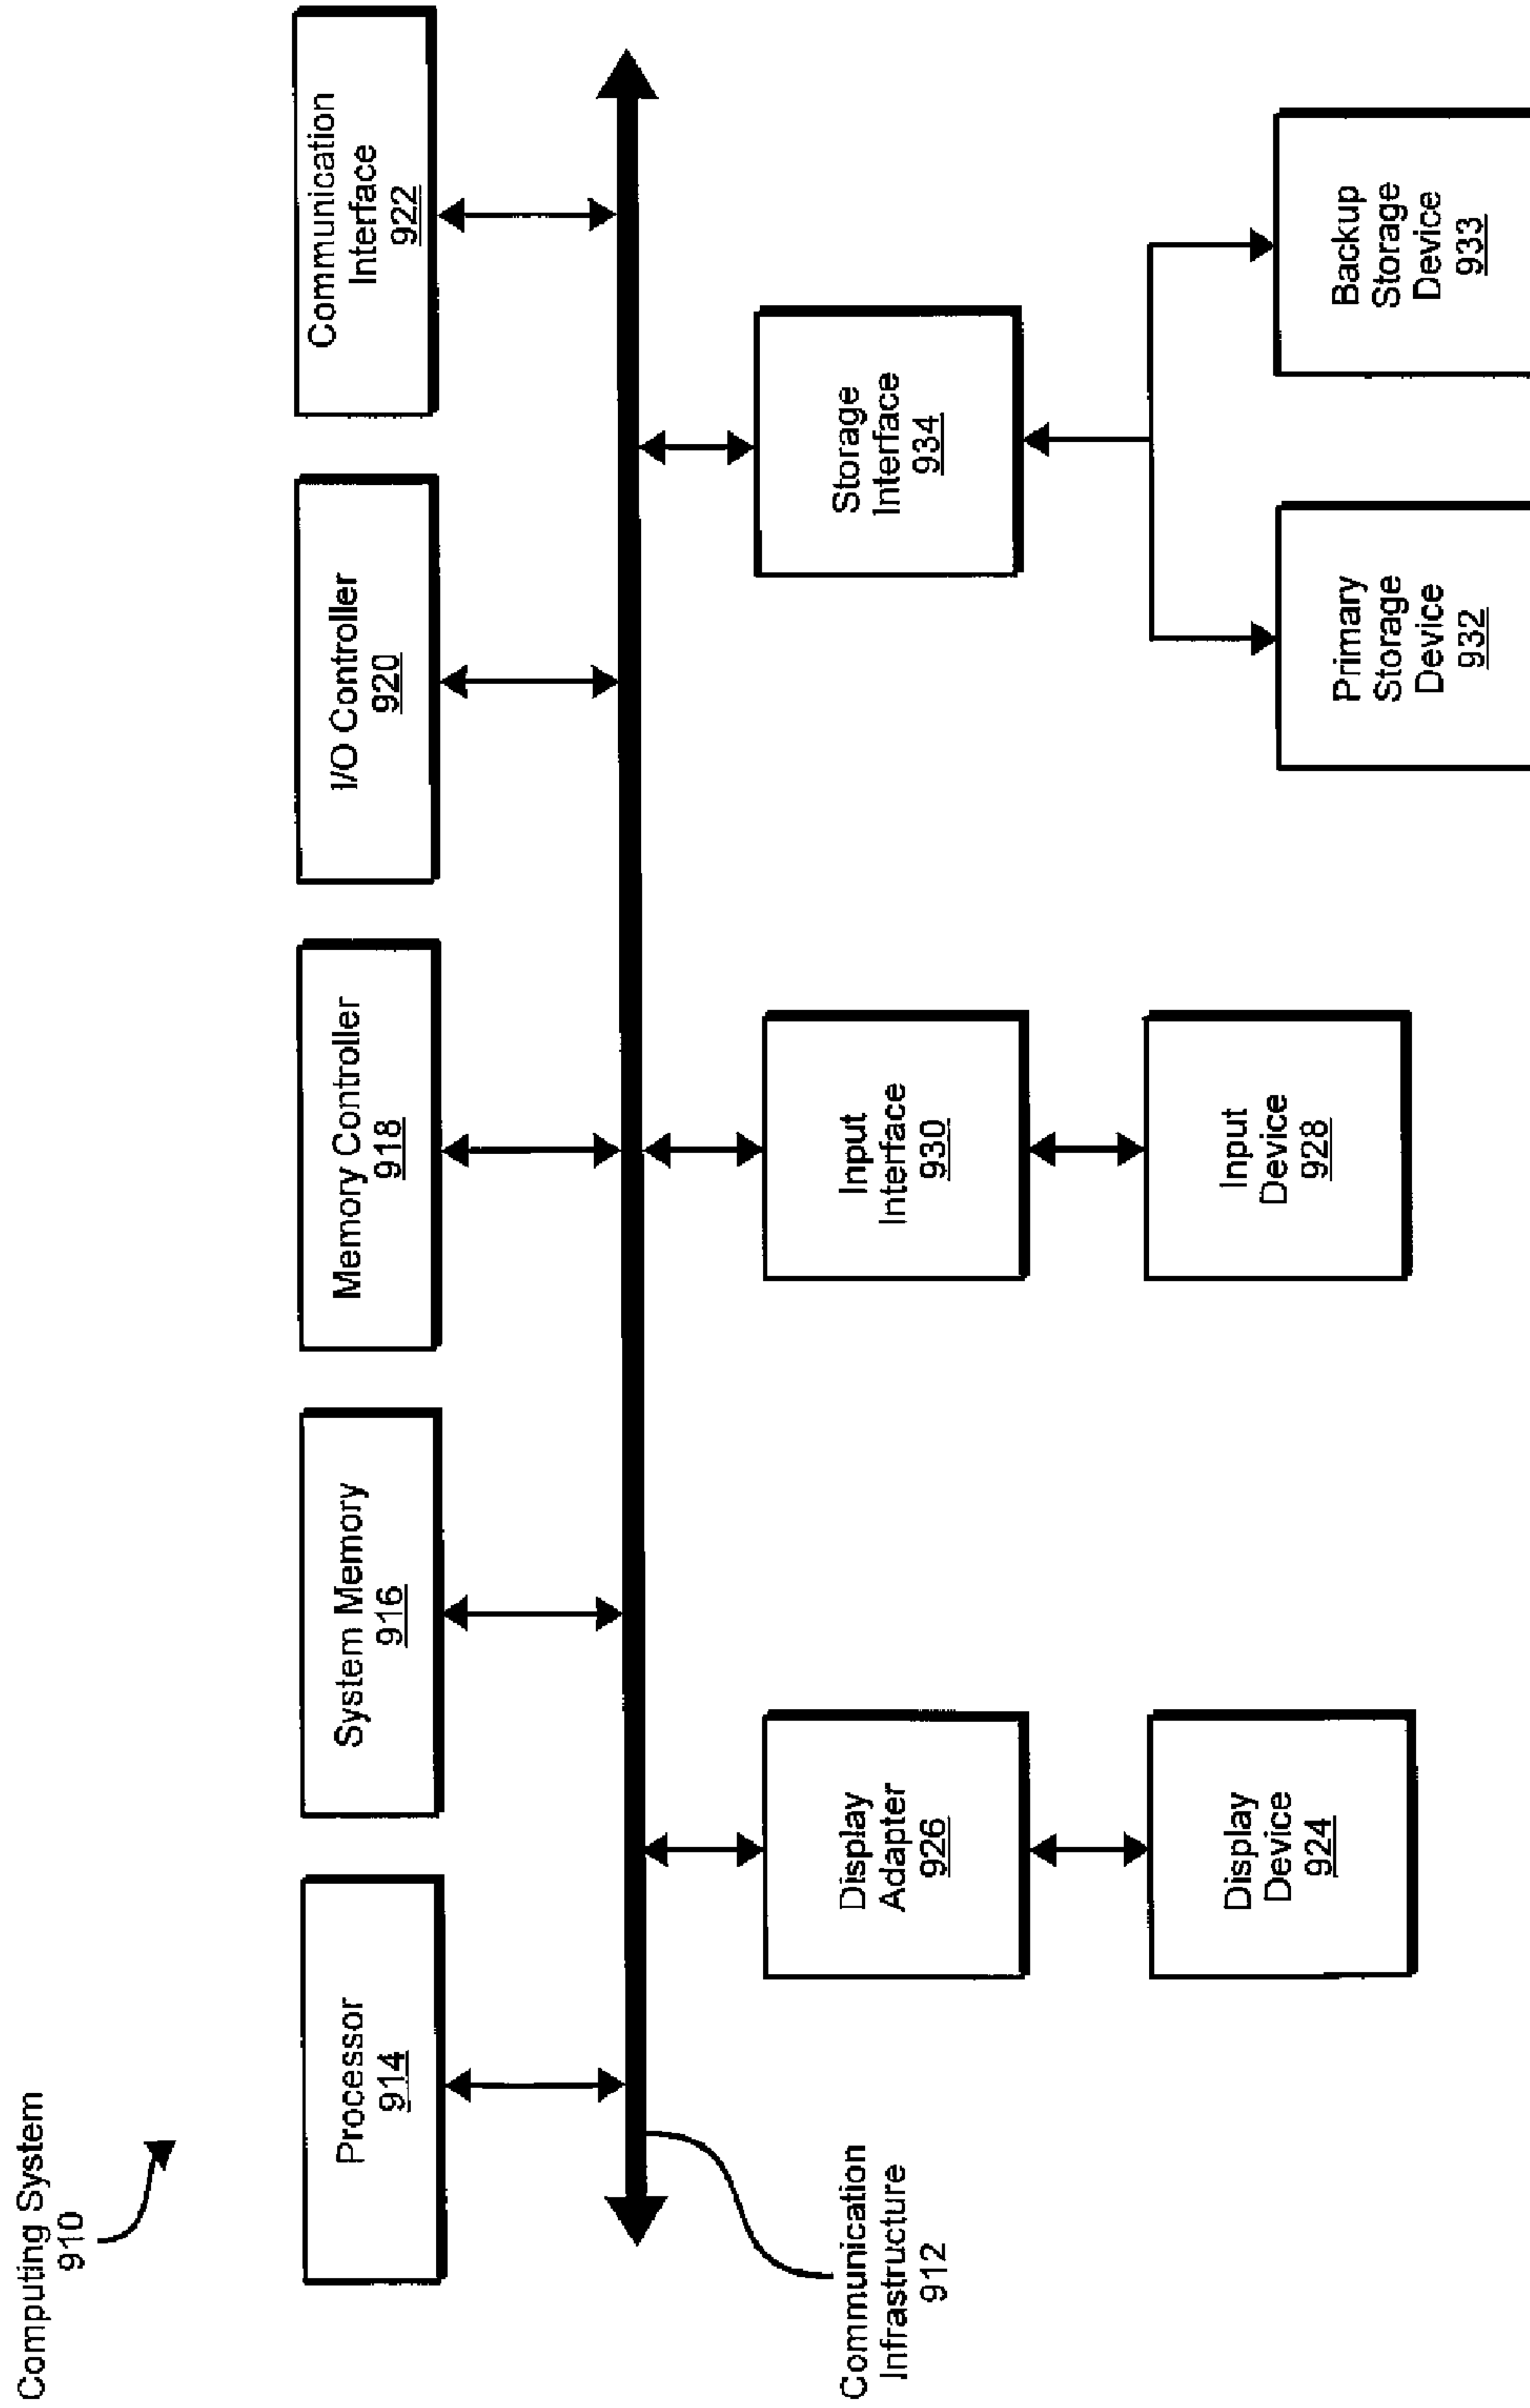 Computing System
910
Processor
914
System Memory
916
Memory Controller
918
I/O Controller
920
Communication
Interface
922
Communication
Infrastructure
912
Display
Adapter
926
Input
Interface
930
Storage
Interface
934
Display
Device
924
Input
Device
928
Primary
Storage
Device
932
Backup
Storage
Device
933